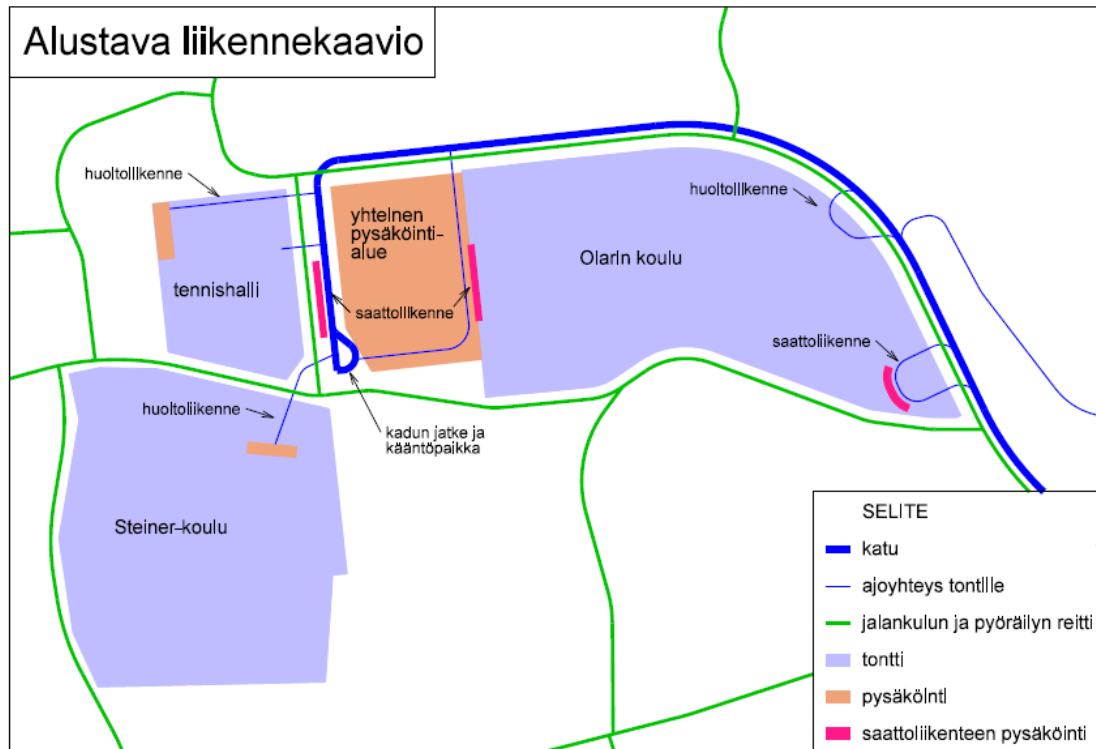 Alustava liikennekaavio
huoltoliikenne
yhteinen
pysäköinti-
alue
huoltoliikenne
Olarin koulu
tennishalli
saattoliikenne
saattoliikenne
huoltoliikenne
kadun jatke ja
kääntöpaikka
Steiner-koulu
SELITE
katu
ajoyhteys tontille
jalankulun ja pyöräilyn reitti
tontti
pysäköinti
saattoliikenteen pysäköinti